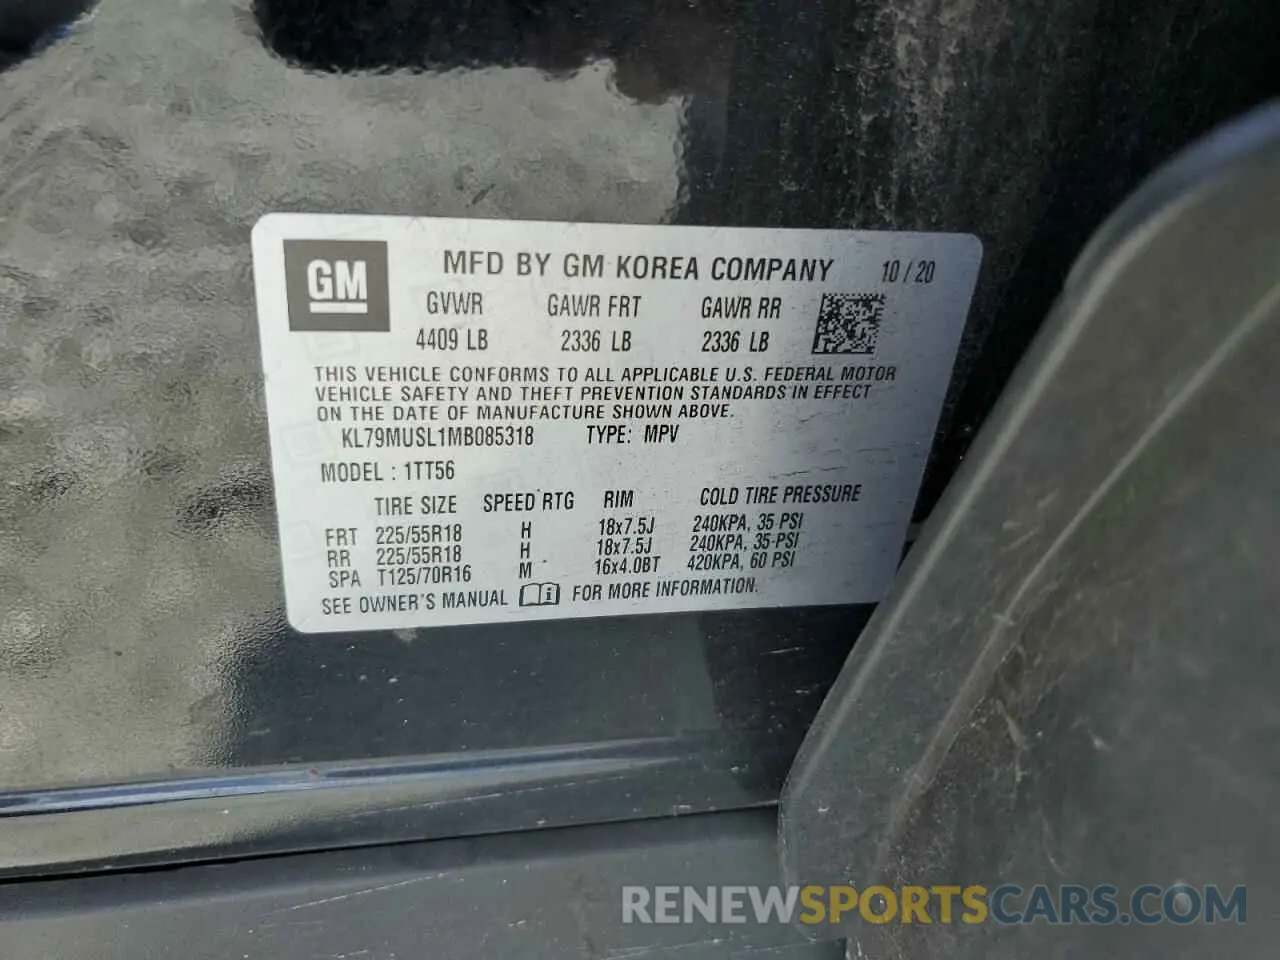 GM
MFD BY GM KOREA COMPANY 10/20
GVWR GAWR FRT GAWR RR
4409 LB 2336 LB 2336 LB
THIS VEHICLE CONFORMS TO ALL APPLICABLE U.S. FEDERAL MOTOR
VEHICLE SAFETY AND THEFT PREVENTION STANDARDS IN EFFECT
ON THE DATE OF MANUFACTURE SHOWN ABOVE.
KL79MUSL1MB085318 TYPE: MPV
MODEL : 1TT56
TIRE SIZE SPEED RTG RIM COLD TIRE PRESSURE
FRT 225/55R18 H 18x7.5J 240KPA, 35 PSI
RR 225/55R18 H 18x7.5J 240KPA, 35 PSI
SPA T125/70R16 M 16x4.0BT 420KPA, 60 PSI
SEE OWNER'S MANUAL FOR MORE INFORMATION.
RENEWSPORTSCARS.COM